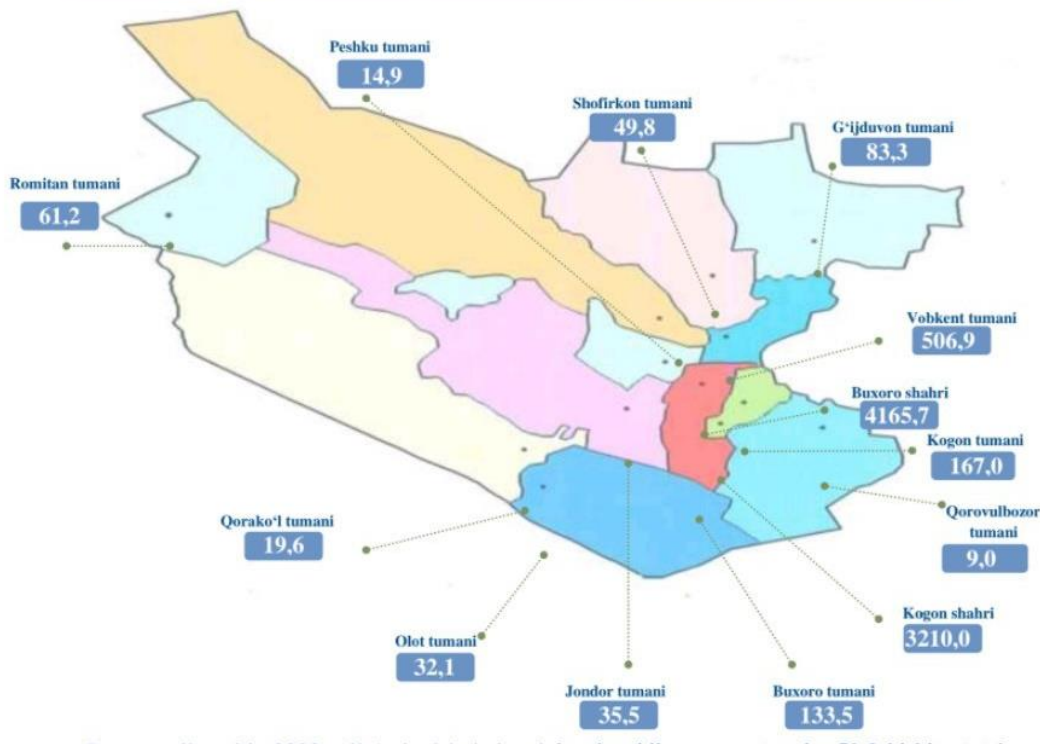 Peshku tumani
14,9
Shofirkon tumani
49,8
G‘ijduvon tumani
83,3
Romitan tumani
61,2
Vobkent tumani
506,9
Buxoro shahri
4165,7
Kogon tumani
167,0
Qorovulbozor
tumani
9,0
Qorako‘l tumani
19,6
Kogon shahri
3210,0
Olot tumani
32,1
Jondor tumani
35,5
Buxoro tumani
133,5